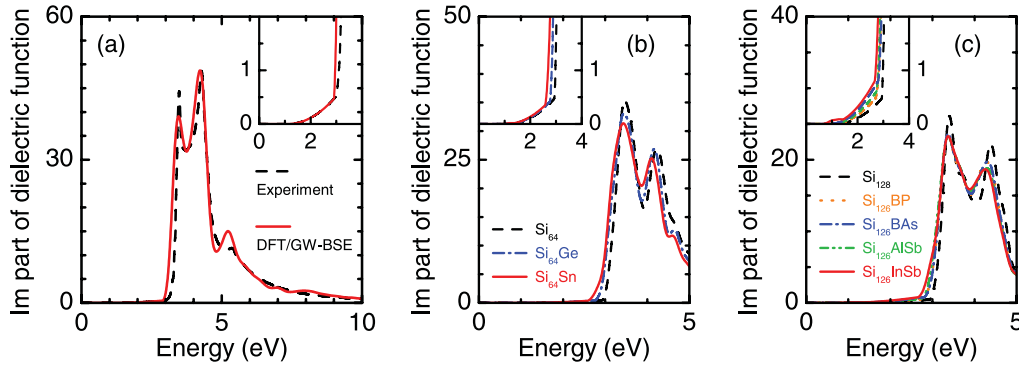 (a)
Im part of dielectric function
60
30
0
0
5
10
Energy (eV)
1
0
0
2
Experiment
DFT/GW-BSE
(b)
Im part of dielectric function
50
25
0
0
5
Energy (eV)
1
0
2
4
Si₆₄
Si₆₄Ge
Si₆₄Sn
(c)
Im part of dielectric function
40
20
0
0
5
Energy (eV)
1
0
1
2
3
4
Si₁₂₈
Si₁₂₆BP
Si₁₂₆BAs
Si₁₂₆AlSb
Si₁₂₆InSb